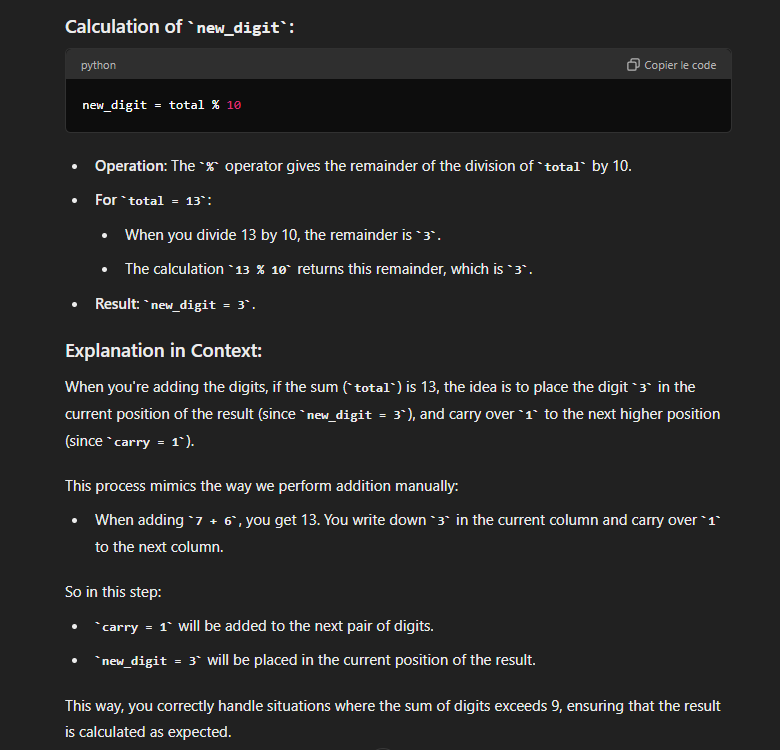 Calculation of `new_digit`:
python
Copier le code
new_digit = total % 10
• Operation: The `%` operator gives the remainder of the division of `total` by 10.
• For `total = 13`:
• When you divide 13 by 10, the remainder is `3`.
• The calculation `13 % 10` returns this remainder, which is `3`.
• Result: `new_digit = 3`.
Explanation in Context:
When you're adding the digits, if the sum (`total`) is 13, the idea is to place the digit `3` in the
current position of the result (since `new_digit = 3`), and carry over `1` to the next higher position
(since `carry = 1`).
This process mimics the way we perform addition manually:
• When adding `7 + 6`, you get 13. You write down `3` in the current column and carry over `1`
to the next column.
So in this step:
• `carry = 1` will be added to the next pair of digits.
• `new_digit = 3` will be placed in the current position of the result.
This way, you correctly handle situations where the sum of digits exceeds 9, ensuring that the result
is calculated as expected.